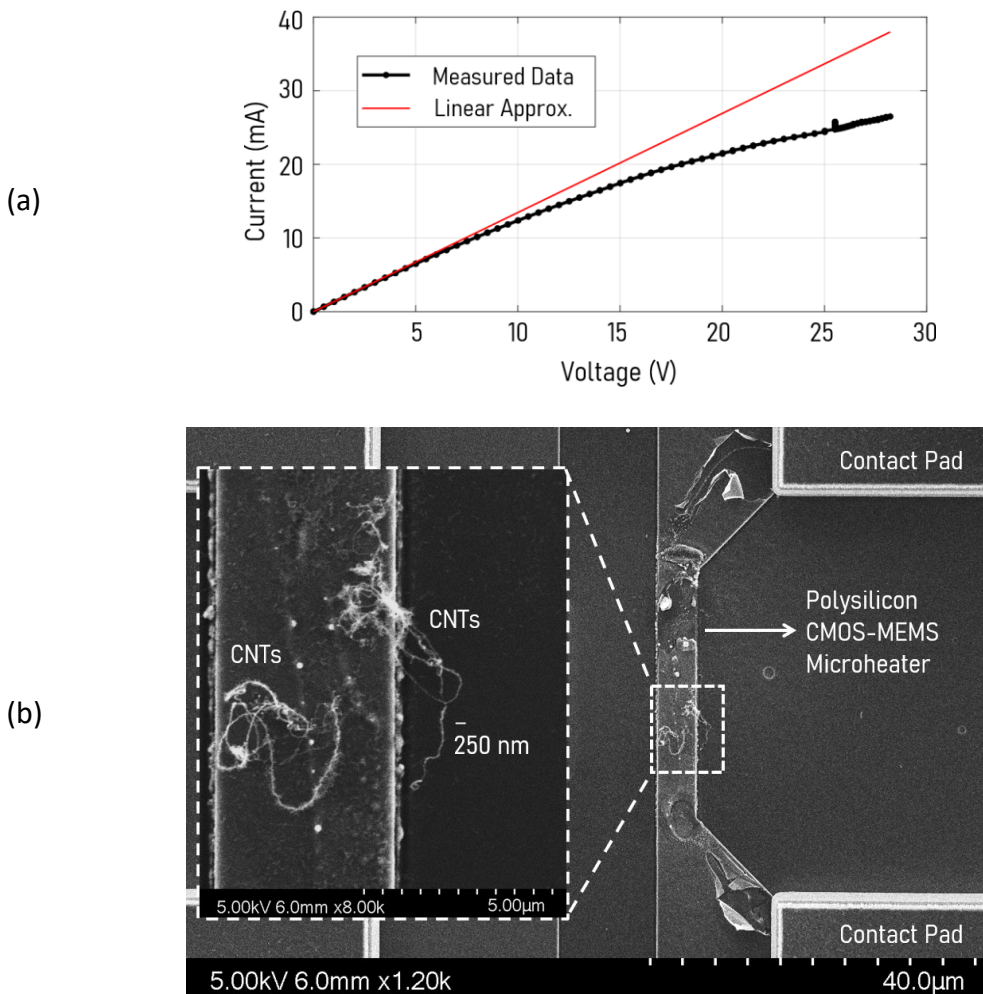 (a)
40
30
20
10
0
Current (mA)
Measured Data
Linear Approx.
5
10
15
20
25
30
Voltage (V)
(b)
Contact Pad
CNTs
CNTs
Polysilicon
CMOS-MEMS
Microheater
250 nm
5.00kV 6.0mm x8.00k
5.00μm
Contact Pad
5.00kV 6.0mm x1.20k
40.0μm